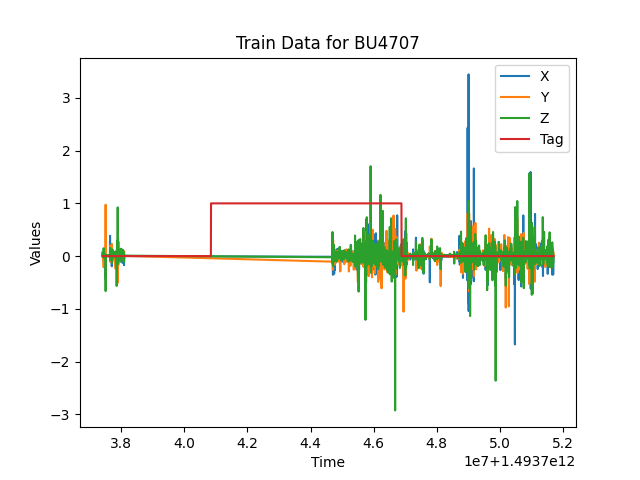 Train Data for BU4707
X
Y
Z
Tag
3
2
1
0
−1
−2
−3
Values
3.8
4.0
4.2
4.4
4.6
4.8
5.0
5.2
Time
1e7+1.4937e12